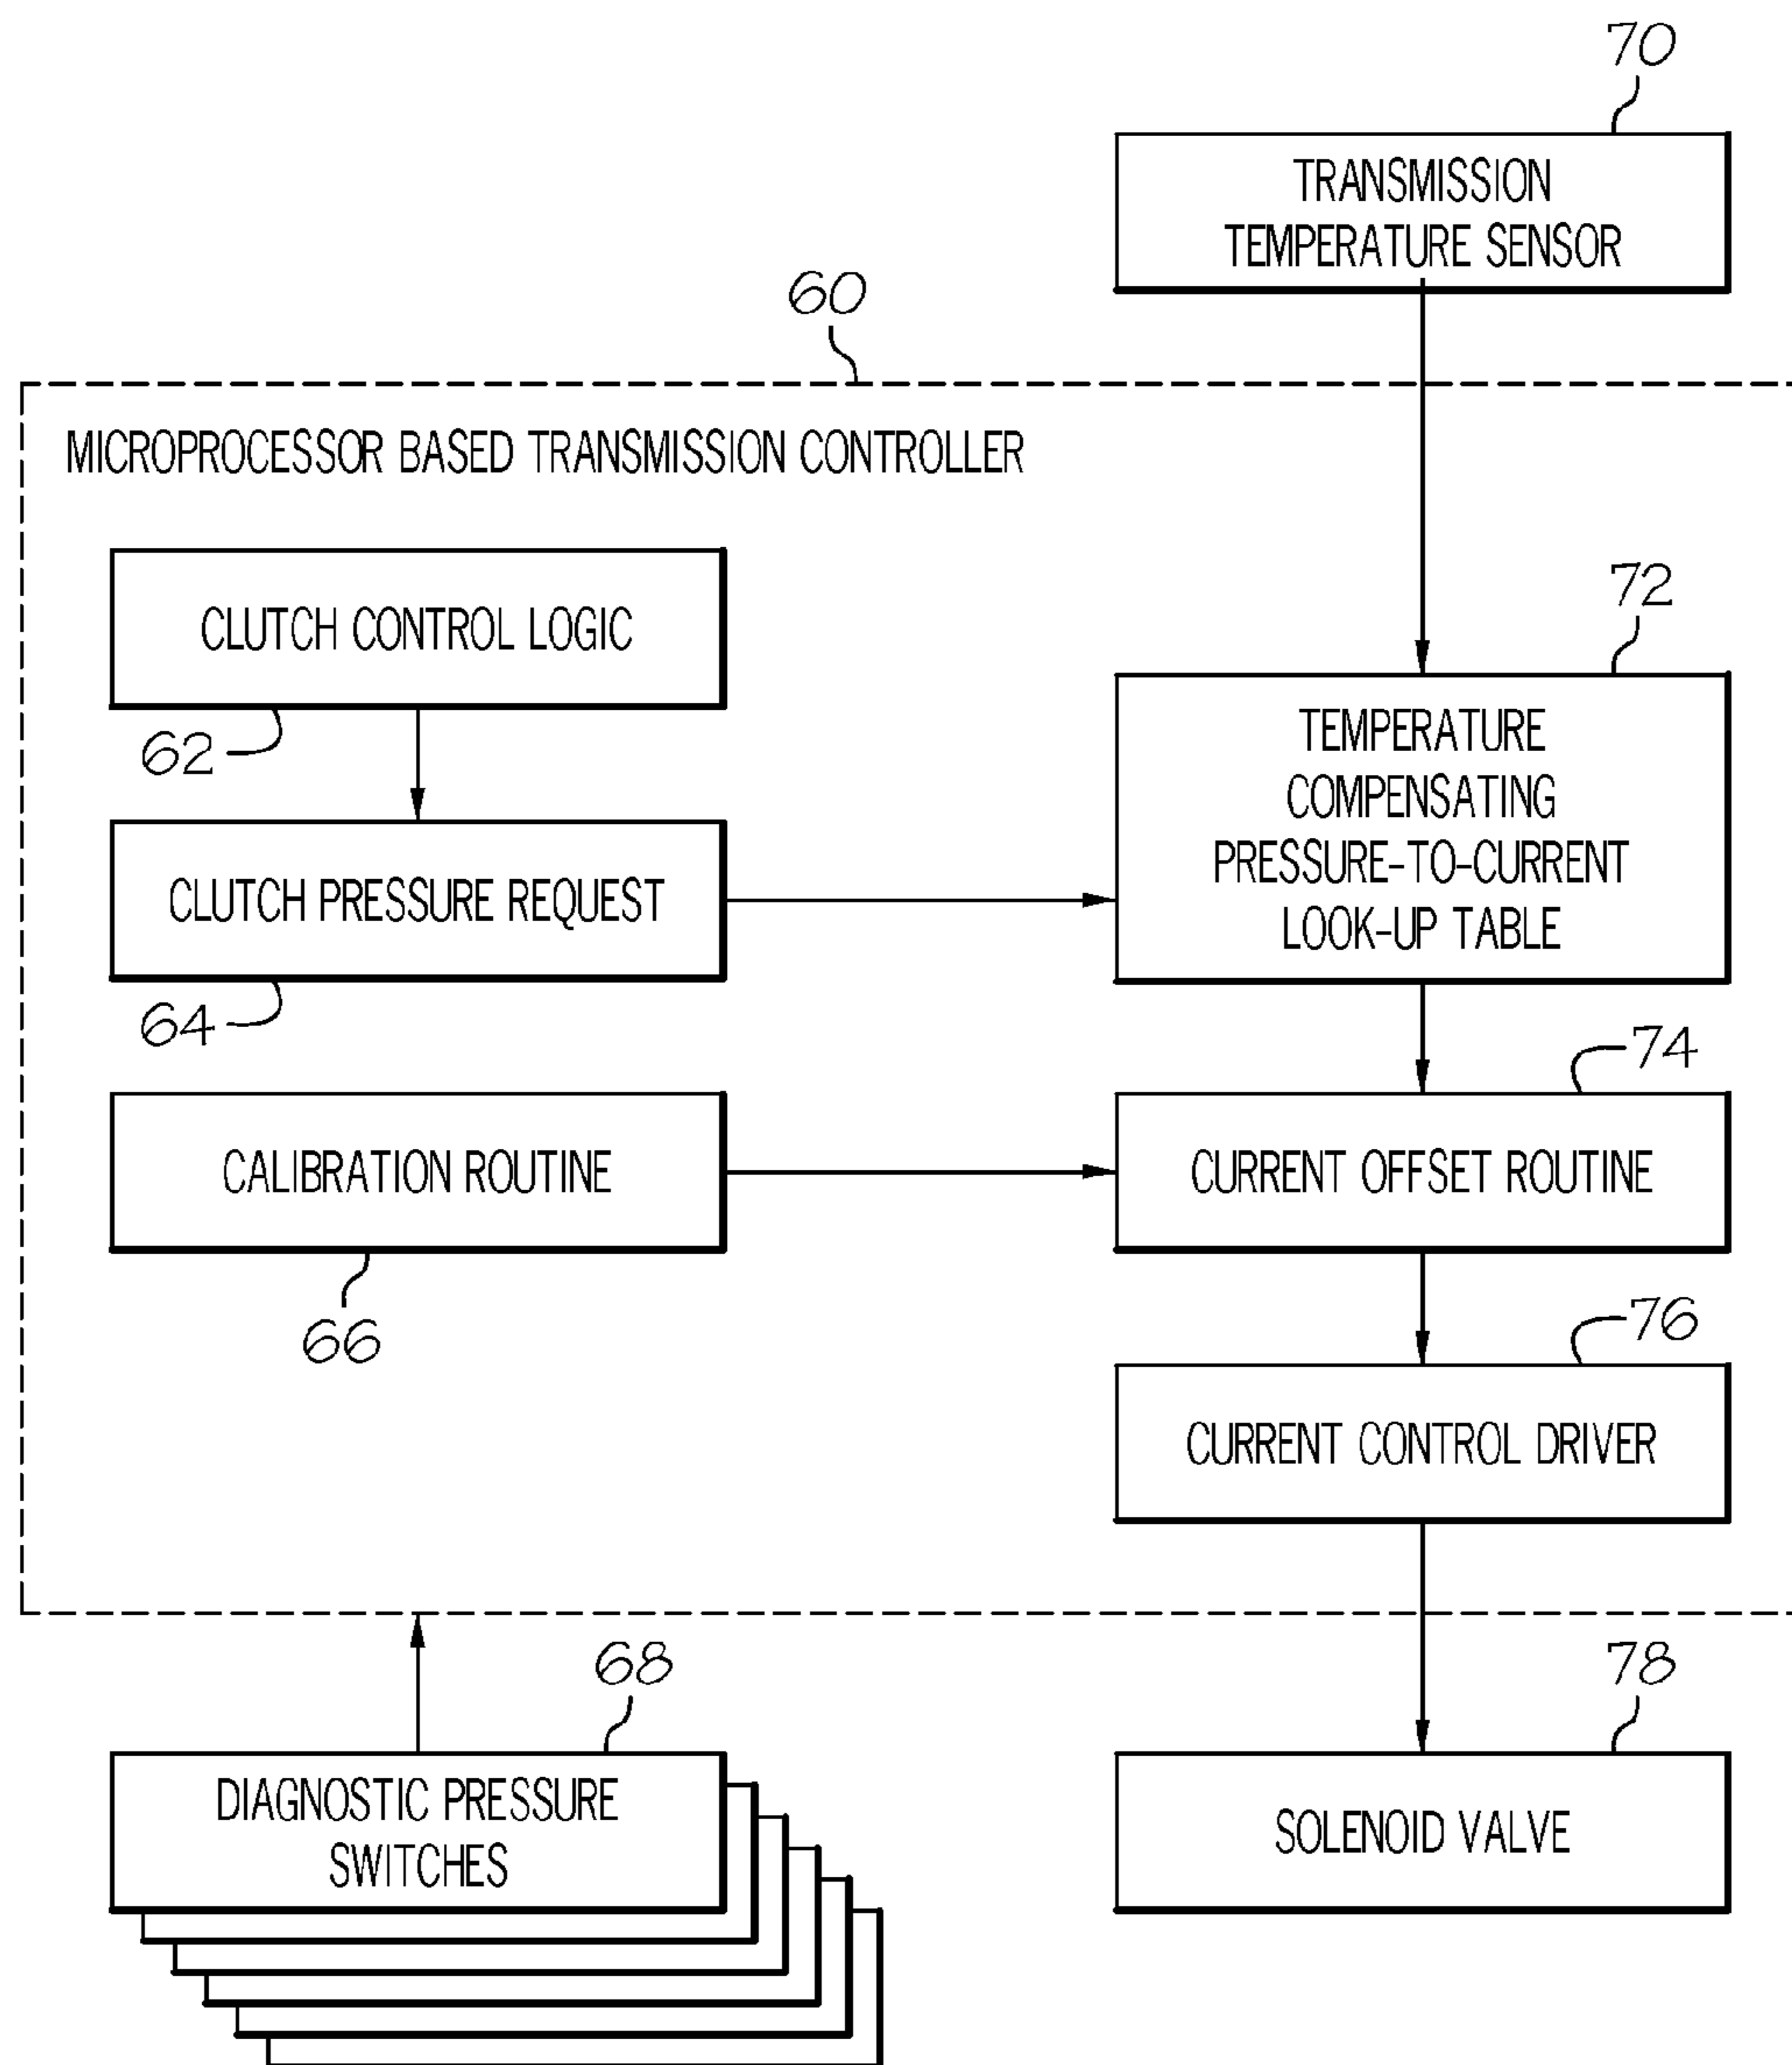 70
TRANSMISSION
TEMPERATURE SENSOR
60
MICROPROCESSOR BASED TRANSMISSION CONTROLLER
CLUTCH CONTROL LOGIC
62
72
TEMPERATURE
COMPENSATING
PRESSURE-TO-CURRENT
LOOK-UP TABLE
CLUTCH PRESSURE REQUEST
64
74
CALIBRATION ROUTINE
CURRENT OFFSET ROUTINE
66
76
CURRENT CONTROL DRIVER
68
78
DIAGNOSTIC PRESSURE
SWITCHES
SOLENOID VALVE